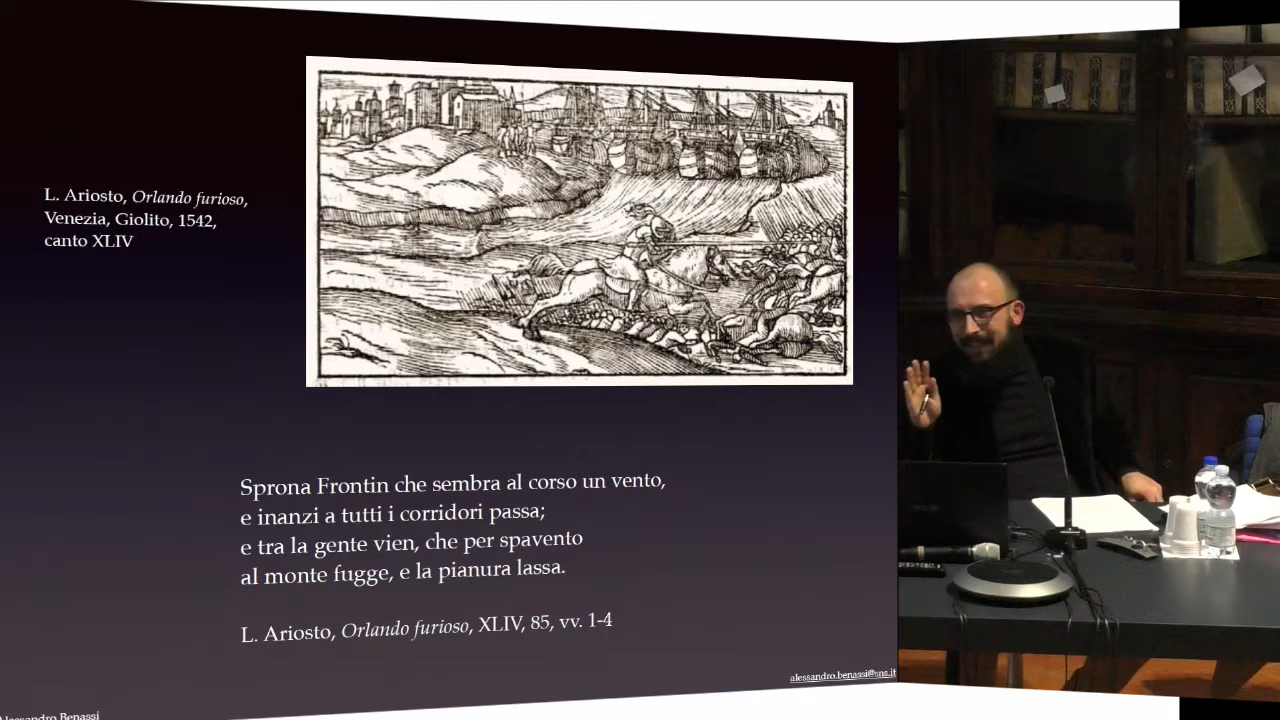 L. Ariosto, Orlando furioso,
Venezia, Giolito, 1542,
canto XLIV
Sprona Frontin che sembra al corso un vento,
e inanzi a tutti i corridori passa;
e tra la gente vien, che per spavento
al monte fugge, e la pianura lassa.
L. Ariosto, Orlando furioso, XLIV, 85, vv. 1-4
alessandro.benassi@sns.it
Alessandro Benassi